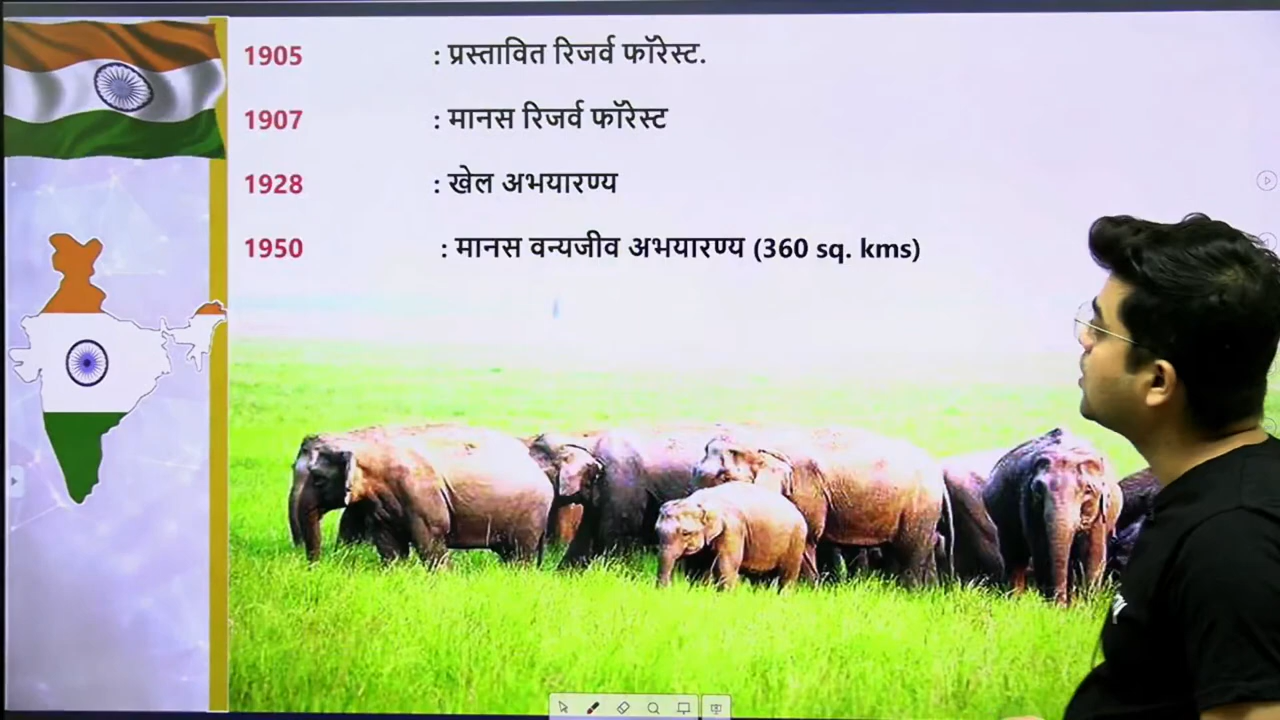 1905 : प्रस्तावित रिजर्व फॉरेस्ट.
1907 : मानस रिजर्व फॉरेस्ट
1928 : खेल अभयारण्य
1950 : मानस वन्यजीव अभयारण्य (360 sq. kms)